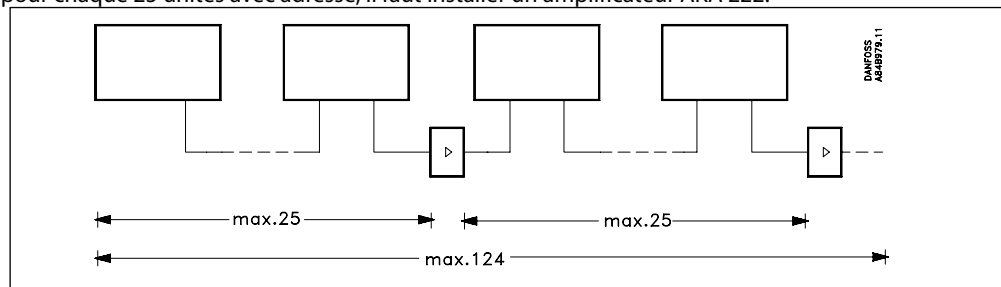 pour chaque 25 unités avec adresse, il faut installer un amplificateur AKA 222.
DANFOSS
A84B979.11
max.25
max.25
max.124